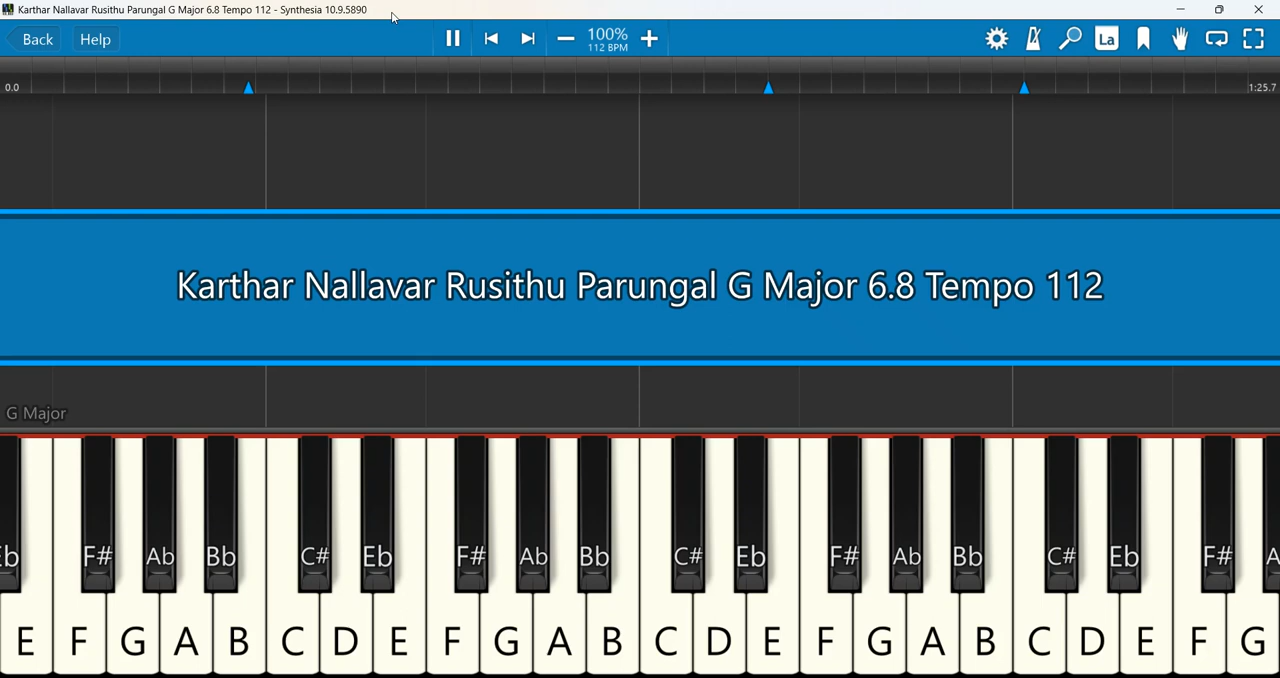 Karthar Nallavar Rusithu Parungal G Major 6.8 Tempo 112 - Synthesia 10.9.5890
Back Help 100% La
112 BPM
0.0 1:25.7
Karthar Nallavar Rusithu Parungal G Major 6.8 Tempo 112
G Major
Eb F# Ab Bb C# Eb F# Ab Bb C# Eb F# Ab Bb C# Eb F# A
E F G A B C D E F G A B C D E F G A B C D E F G